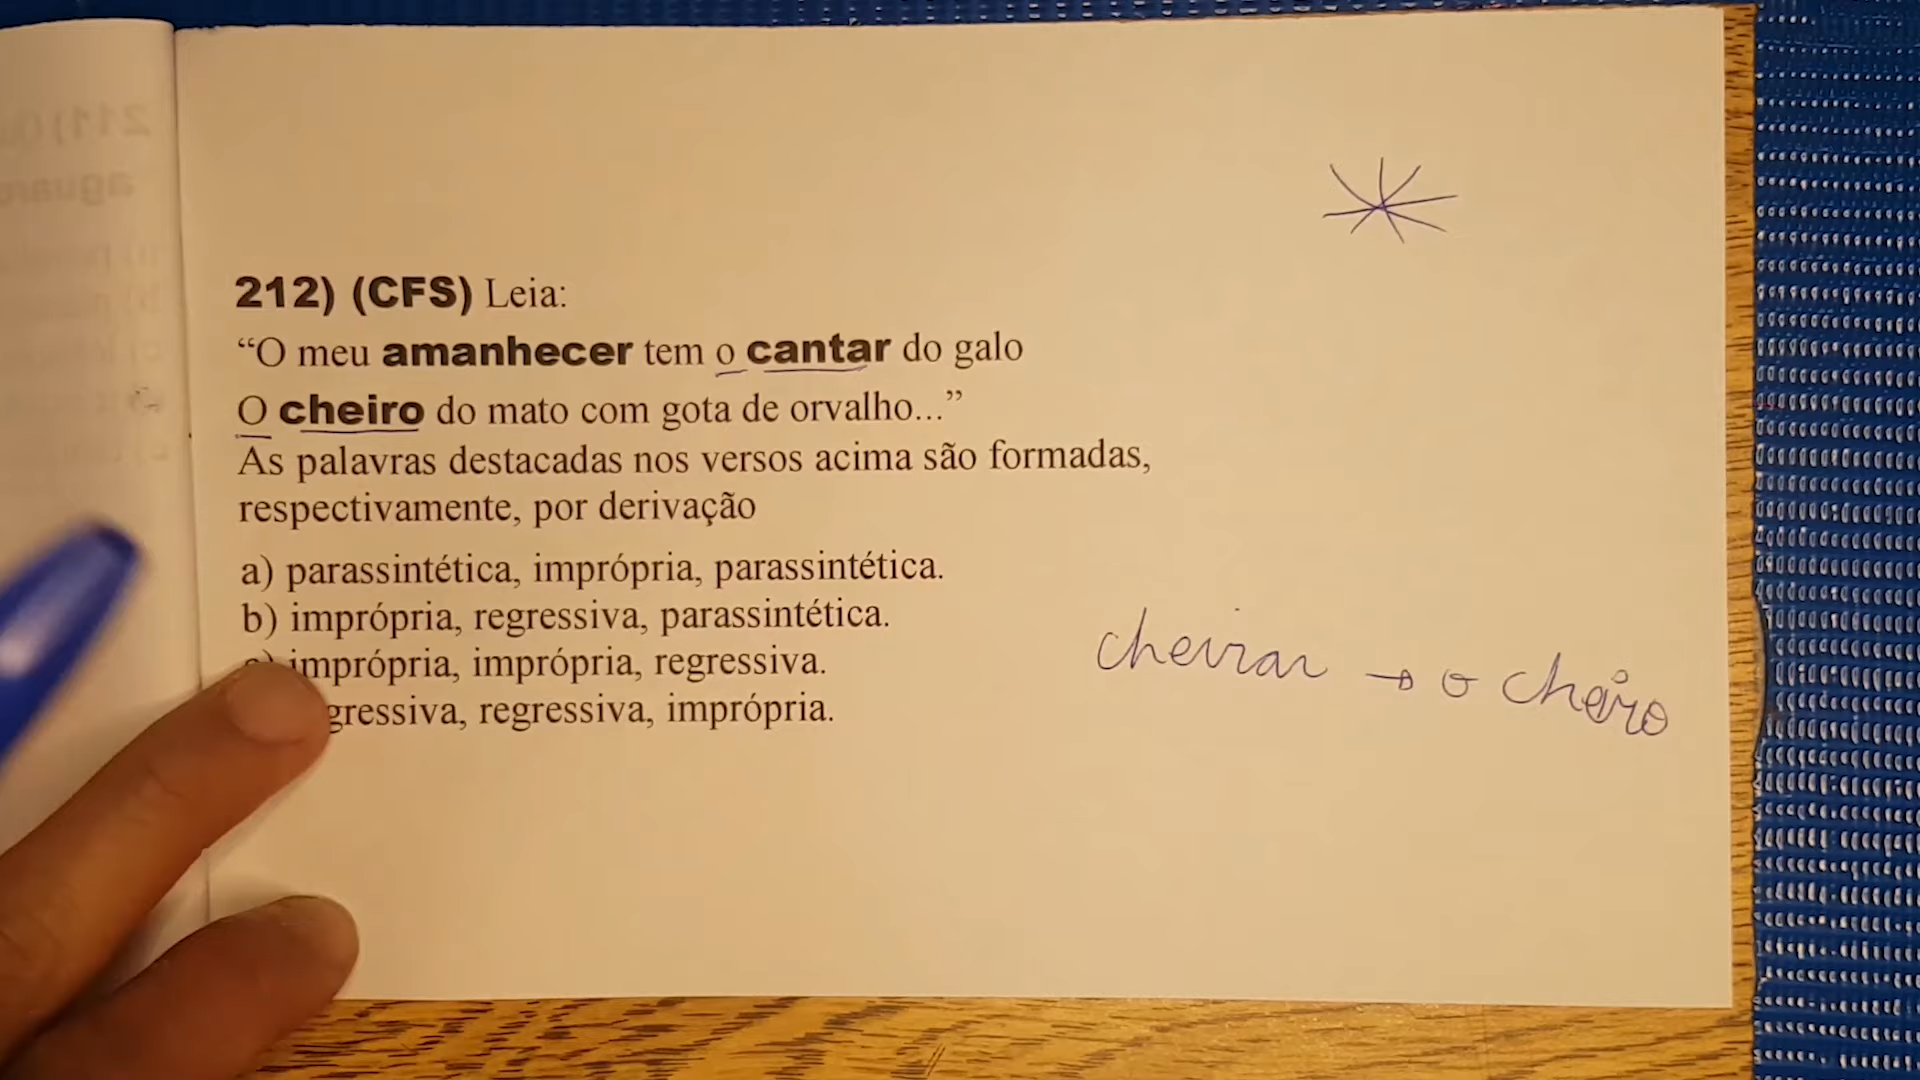 212) (CFS) Leia:
“O meu amanhecer tem o cantar do galo
O cheiro do mato com gota de orvalho...”
As palavras destacadas nos versos acima são formadas,
respectivamente, por derivação
a) parassintética, imprópria, parassintética.
b) imprópria, regressiva, parassintética.
imprópria, imprópria, regressiva.
gressiva, regressiva, imprópria.
cheirar → o cheiro
211)